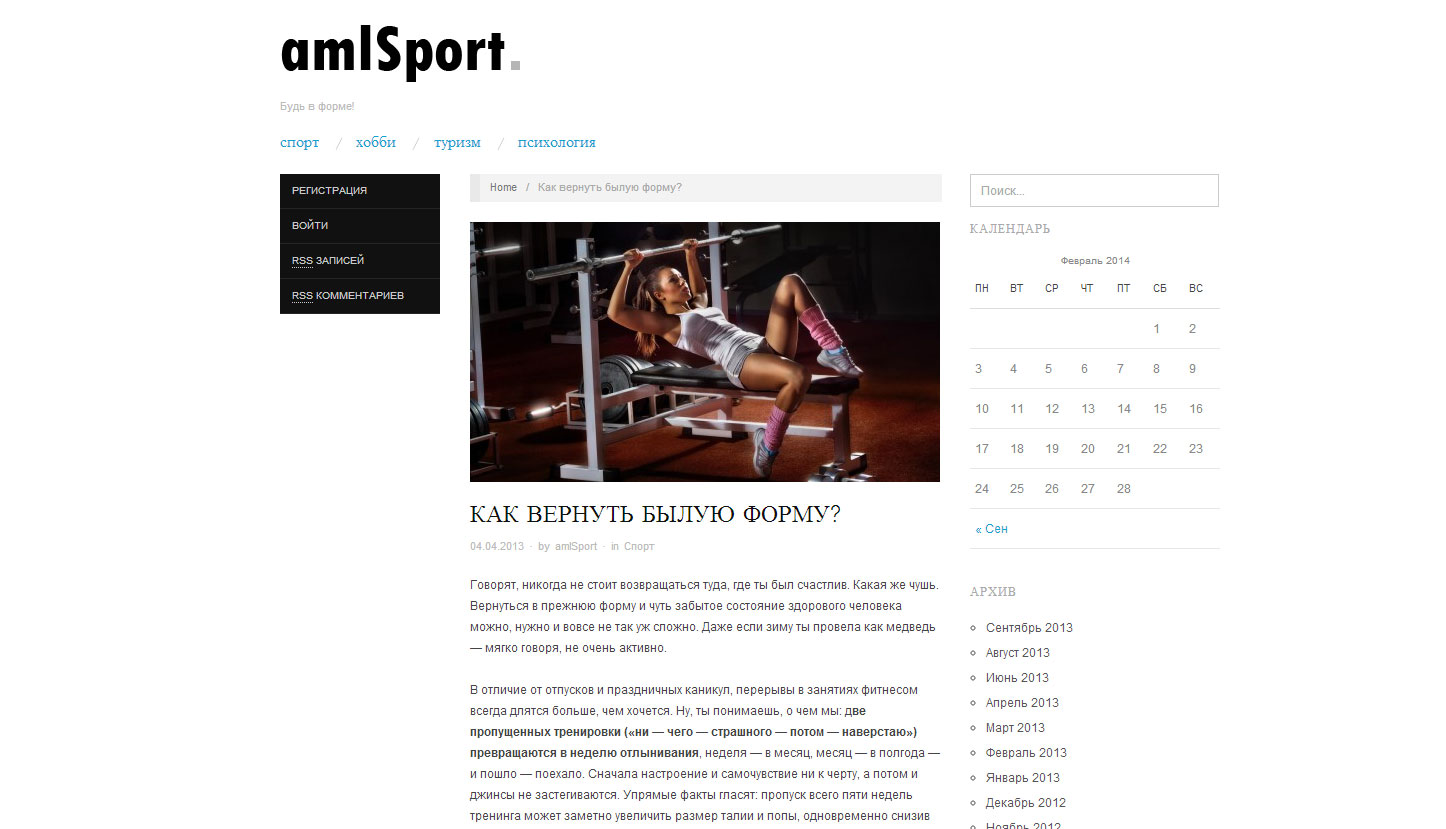 amlSport.
Будь в форме!
спорт / хобби / туризм / психология
РЕГИСТРАЦИЯ
ВОЙТИ
RSS ЗАПИСЕЙ
RSS КОММЕНТАРИЕВ
Home / Как вернуть былую форму?
КАК ВЕРНУТЬ БЫЛУЮ ФОРМУ?
04.04.2013 · by amlSport · in Спорт
Говорят, никогда не стоит возвращаться туда, где ты был счастлив. Какая же чушь.
Вернуться в прежнюю форму и чуть забытое состояние здорового человека
можно, нужно и вовсе не так уж сложно. Даже если зиму ты провела как медведь
— мягко говоря, не очень активно.
В отличие от отпусков и праздничных каникул, перерывы в занятиях фитнесом
всегда длятся больше, чем хочется. Ну, ты понимаешь, о чем мы: две
пропущенных тренировки («ни — чего — страшного — потом — наверстаю»)
превращаются в неделю отлынивания, неделя — в месяц, месяц — в полгода —
и пошло — поехало. Сначала настроение и самочувствие ни к черту, а потом и
джинсы не застегиваются. Упрямые факты гласят: пропуск всего пяти недель
тренинга может заметно увеличить размер талии и попы, одновременно снизив
Поиск...
КАЛЕНДАРЬ
Февраль 2014
ПН ВТ СР ЧТ ПТ СБ ВС
1 2
3 4 5 6 7 8 9
10 11 12 13 14 15 16
17 18 19 20 21 22 23
24 25 26 27 28
« Сен
АРХИВ
Сентябрь 2013
Август 2013
Июнь 2013
Апрель 2013
Март 2013
Февраль 2013
Январь 2013
Декабрь 2012
Ноябрь 2012